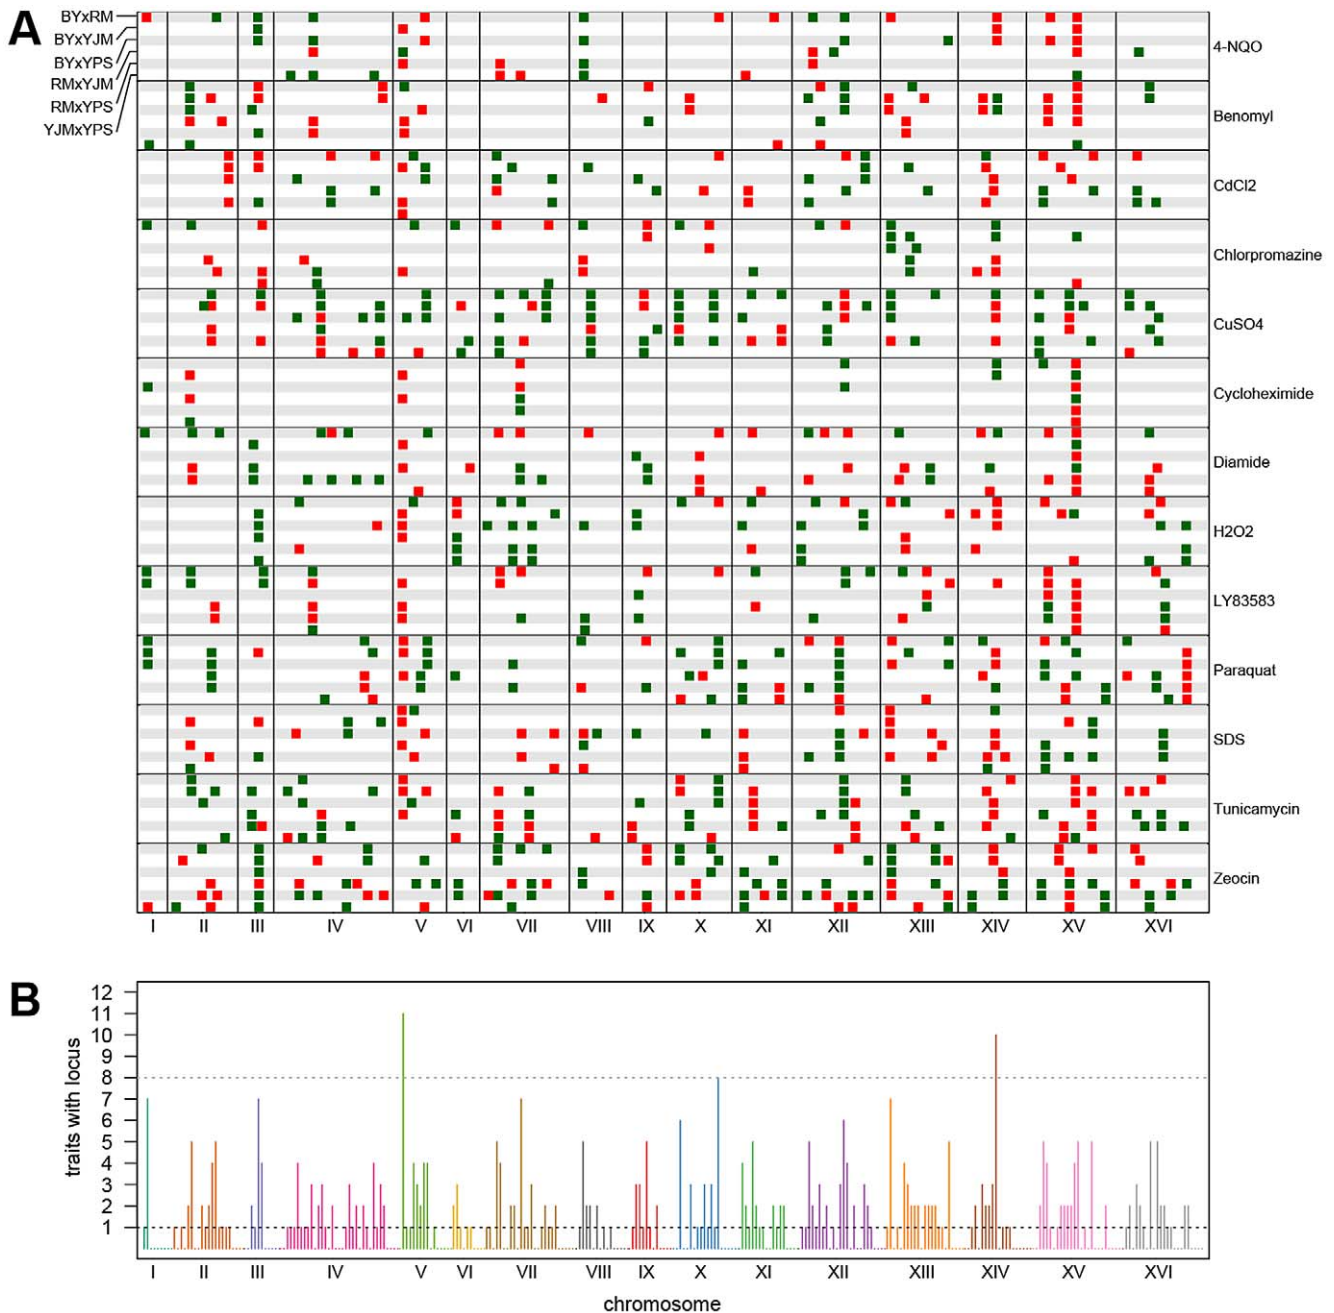 A
BYxRM
BYxYJM
BYxYPS
RMxYJM
RMxYPS
YJMxYPS
4-NQO
Benomyl
CdCl2
Chlorpromazine
CuSO4
Cycloheximide
Diamide
H2O2
LY83583
Paraquat
SDS
Tunicamycin
Zeocin
I II III IV V VI VII VIII IX X XI XII XIII XIV XV XVI
B
traits with locus
12
11
10
9
8
7
6
5
4
3
2
1
I II III IV V VI VII VIII IX X XI XII XIII XIV XV XVI
chromosome